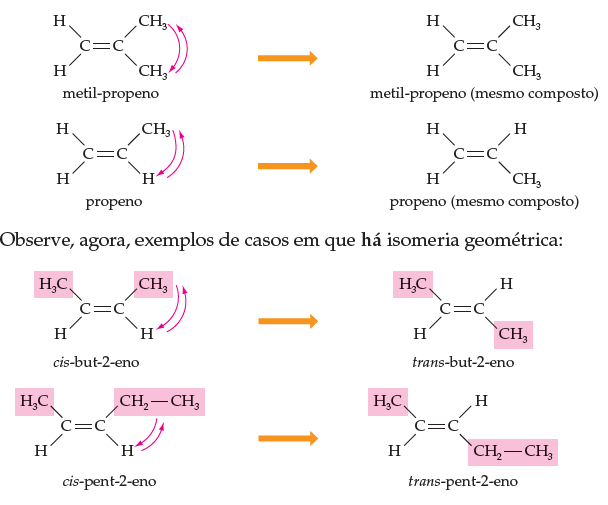 H CH₃ H CH₃
C=C C=C
H CH₃ H CH₃
metil-propeno metil-propeno (mesmo composto)
H CH₃ H H
C=C C=C
H H H CH₃
propeno propeno (mesmo composto)
Observe, agora, exemplos de casos em que há isomeria geométrica:
H₃C CH₃ H₃C H
C=C C=C
H H H CH₃
cis-but-2-eno trans-but-2-eno
H₃C CH₂—CH₃ H₃C H
C=C C=C
H H H CH₂—CH₃
cis-pent-2-eno trans-pent-2-eno